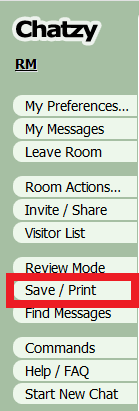 Chatzy
RM
My Preferences...
My Messages
Leave Room
Room Actions...
Invite / Share
Visitor List
Review Mode
Save / Print
Find Messages
Commands
Help / FAQ
Start New Chat